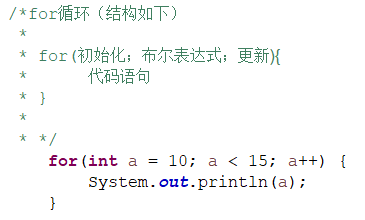 /*for循环（结构如下）
*
* for(初始化；布尔表达式；更新){
*     代码语句
* }
*
* */
for(int a = 10; a < 15; a++) {
    System.out.println(a);
}